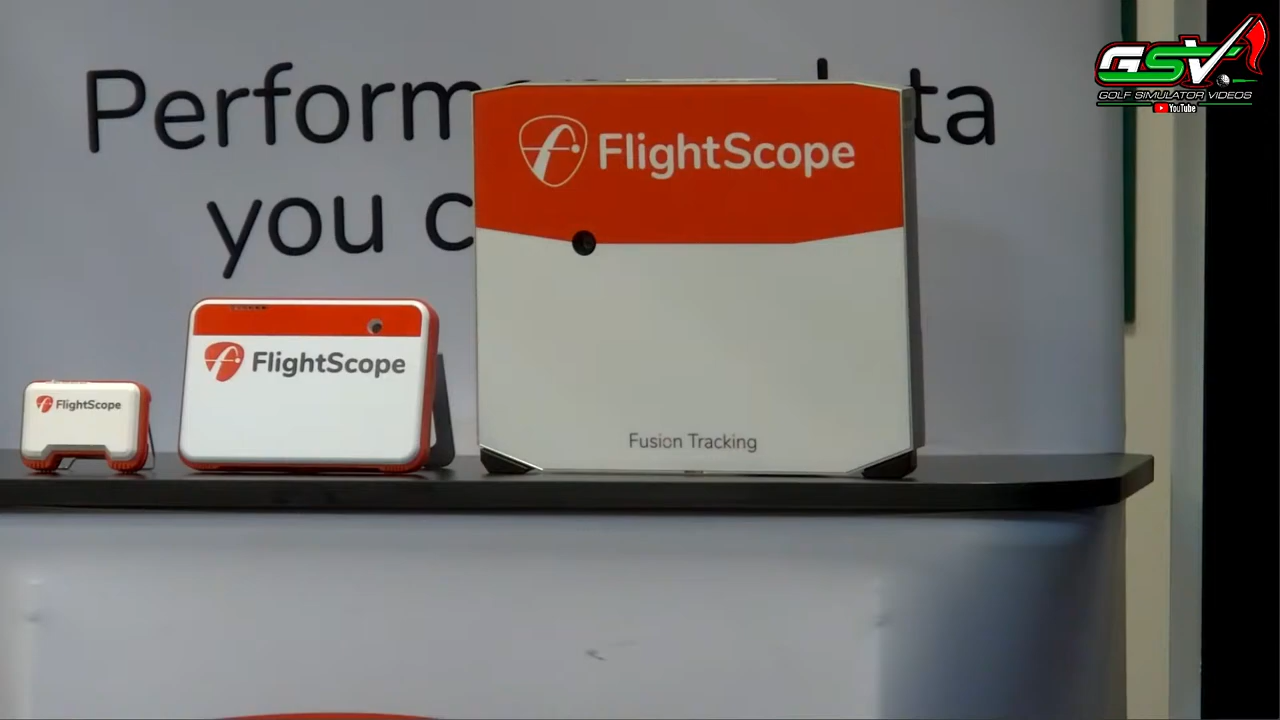 GSV
GOLF SIMULATOR VIDEOS
YouTube
Perform
ta
you c
FlightScope
Fusion Tracking
FlightScope
FlightScope